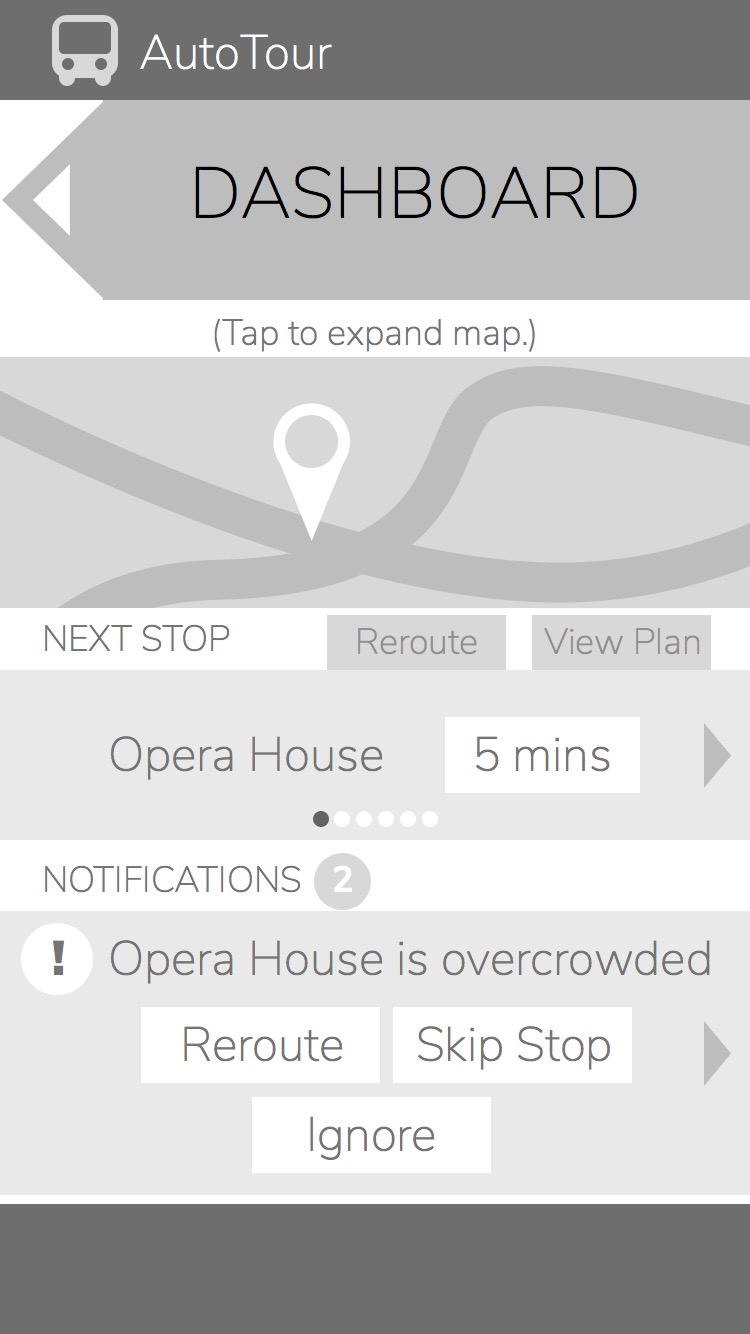 AutoTour
DASHBOARD
(Tap to expand map.)
NEXT STOP
Reroute
View Plan
Opera House
5 mins
NOTIFICATIONS 2
! Opera House is overcrowded
Reroute
Skip Stop
Ignore